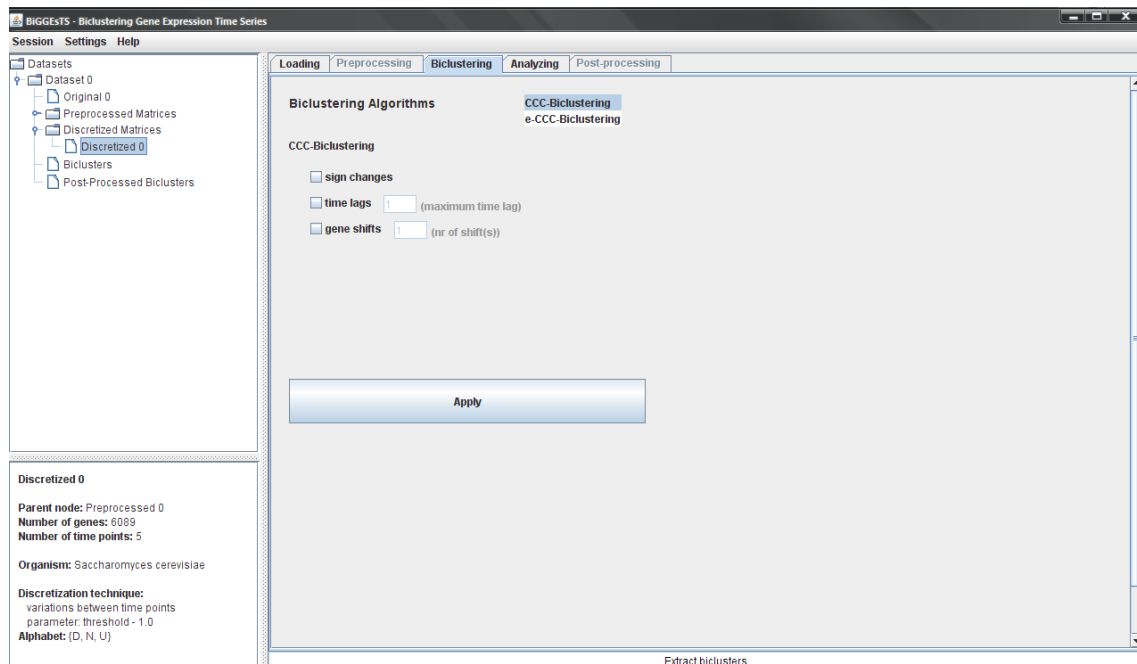 BiGGEsTS - Biclustering Gene Expression Time Series
Session Settings Help
Datasets
Dataset 0
Original 0
Preprocessed Matrices
Discretized Matrices
Discretized 0
Biclusters
Post-Processed Biclusters
Discretized 0
Parent node: Preprocessed 0
Number of genes: 6089
Number of time points: 5
Organism: Saccharomyces cerevisiae
Discretization technique:
variations between time points
parameter: threshold - 1.0
Alphabet: {D, N, U}
Loading Preprocessing Biclustering Analyzing Post-processing
Biclustering Algorithms CCC-Biclustering
e-CCC-Biclustering
CCC-Biclustering
sign changes
time lags 1 (maximum time lag)
gene shifts 1 (nr of shift(s))
Apply
Extract biclusters